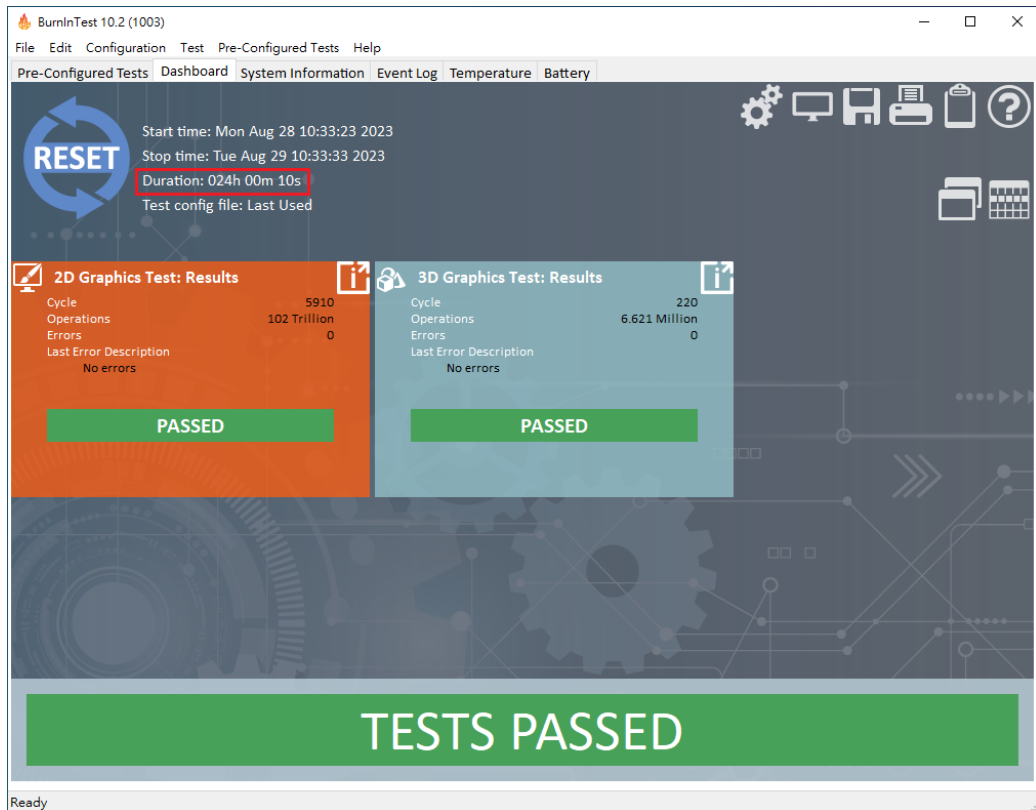 BurnInTest 10.2 (1003)
File Edit Configuration Test Pre-Configured Tests Help
Pre-Configured Tests Dashboard System Information Event Log Temperature Battery
RESET
Start time: Mon Aug 28 10:33:23 2023
Stop time: Tue Aug 29 10:33:33 2023
Duration: 024h 00m 10s
Test config file: Last Used
2D Graphics Test: Results
Cycle 5910
Operations 102 Trillion
Errors 0
Last Error Description
No errors
PASSED
3D Graphics Test: Results
Cycle 220
Operations 6.621 Million
Errors 0
Last Error Description
No errors
PASSED
TESTS PASSED
Ready